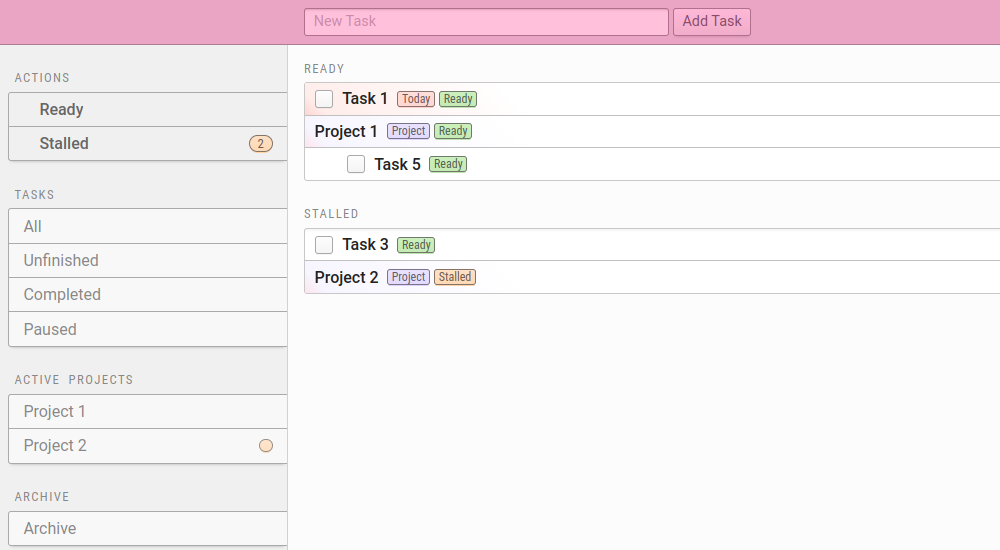 New Task Add Task
ACTIONS
Ready
Stalled 2
TASKS
All
Unfinished
Completed
Paused
ACTIVE PROJECTS
Project 1
Project 2
ARCHIVE
Archive
READY
Task 1 Today Ready
Project 1 Project Ready
Task 5 Ready
STALLED
Task 3 Ready
Project 2 Project Stalled